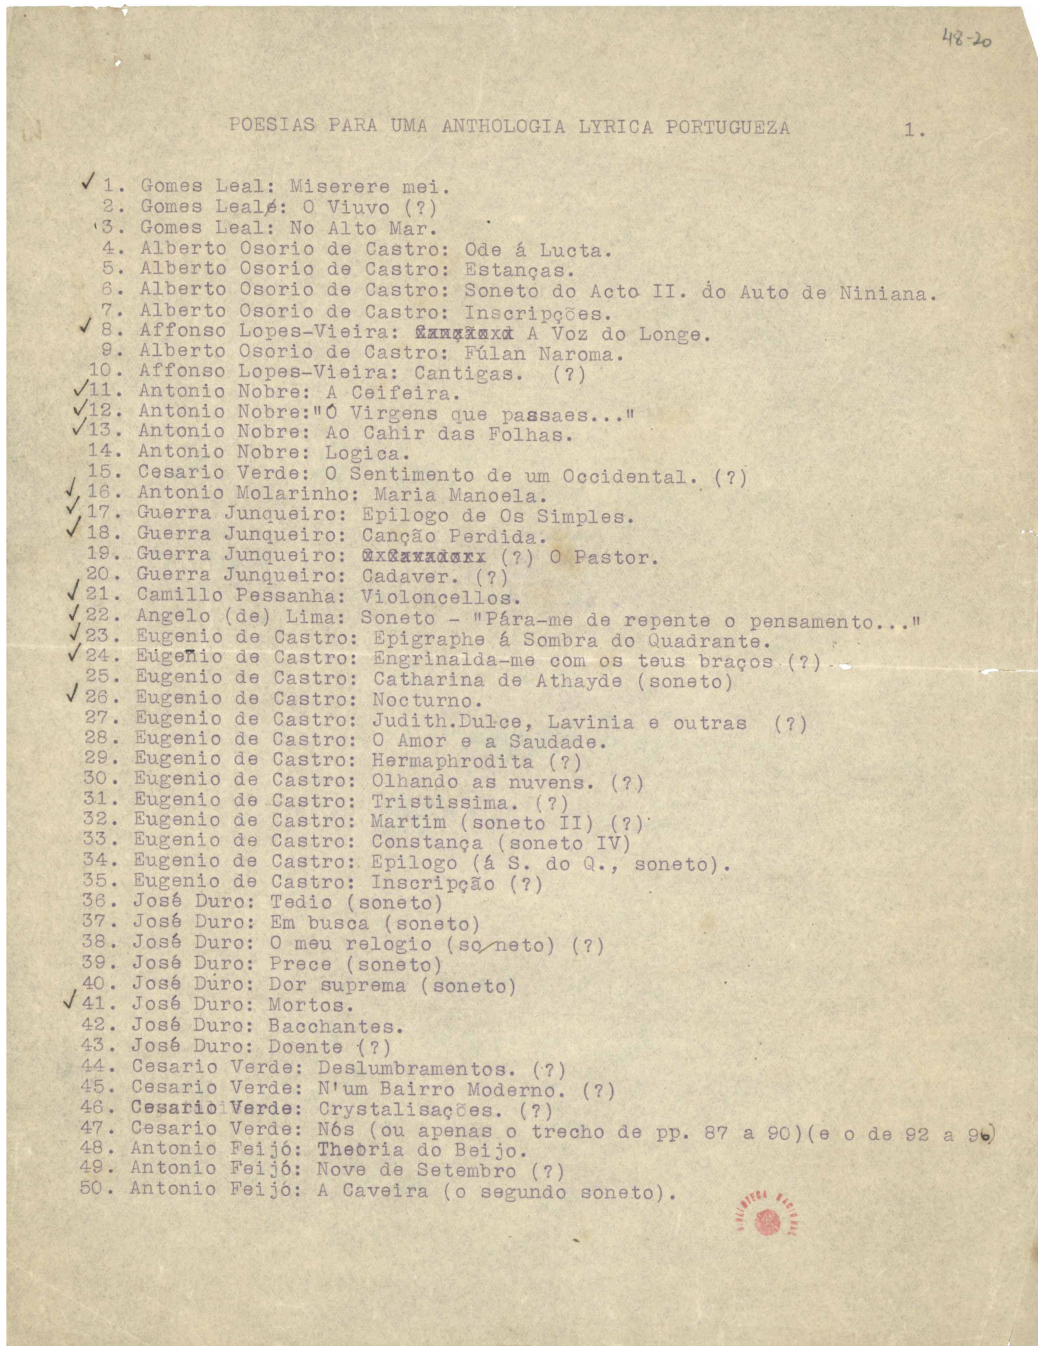 48-20
POESIAS PARA UMA ANTHOLOGIA LYRICA PORTUGUEZA 1.
✓ 1. Gomes Leal: Miserere mei.
2. Gomes Leal: O Viuvo (?)
3. Gomes Leal: No Alto Mar.
4. Alberto Osorio de Castro: Ode á Lucta.
5. Alberto Osorio de Castro: Estanças.
6. Alberto Osorio de Castro: Soneto do Acto II. do Auto de Niniana.
7. Alberto Osorio de Castro: Inscripções.
✓ 8. Affonso Lopes-Vieira: A Voz do Longe.
9. Alberto Osorio de Castro: Fúlan Naroma.
10. Affonso Lopes-Vieira: Cantigas. (?)
✓ 11. Antonio Nobre: A Ceifeira.
✓ 12. Antonio Nobre:"Ó Virgens que passaes..."
✓ 13. Antonio Nobre: Ao Cahir das Folhas.
14. Antonio Nobre: Logica.
15. Cesario Verde: O Sentimento de um Occidental. (?)
✓ 16. Antonio Molarinho: Maria Manoela.
✓ 17. Guerra Junqueiro: Epilogo de Os Simples.
✓ 18. Guerra Junqueiro: Canção Perdida.
19. Guerra Junqueiro: (?) O Pastor.
20. Guerra Junqueiro: Cadaver. (?)
✓ 21. Camillo Pessanha: Violoncellos.
✓ 22. Angelo (de) Lima: Soneto - "Pára-me de repente o pensamento..."
✓ 23. Eugenio de Castro: Epigraphe á Sombra do Quadrante.
✓ 24. Eugenio de Castro: Engrinalda-me com os teus braços (?)
25. Eugenio de Castro: Catharina de Athayde (soneto)
✓ 26. Eugenio de Castro: Nocturno.
27. Eugenio de Castro: Judith.Dulce, Lavinia e outras (?)
28. Eugenio de Castro: O Amor e a Saudade.
29. Eugenio de Castro: Hermaphrodita (?)
30. Eugenio de Castro: Olhando as nuvens. (?)
31. Eugenio de Castro: Tristissima. (?)
32. Eugenio de Castro: Martim (soneto II) (?)
33. Eugenio de Castro: Constança (soneto IV)
34. Eugenio de Castro: Epilogo (á S. do Q., soneto).
35. Eugenio de Castro: Inscripção (?)
36. José Duro: Tedio (soneto)
37. José Duro: Em busca (soneto)
38. José Duro: O meu relogio (soneto) (?)
39. José Duro: Prece (soneto)
40. José Duro: Dor suprema (soneto)
✓ 41. José Duro: Mortos.
42. José Duro: Bacchantes.
43. José Duro: Doente (?)
44. Cesario Verde: Deslumbramentos. (?)
45. Cesario Verde: N'um Bairro Moderno. (?)
46. Cesario Verde: Crystalisações. (?)
47. Cesario Verde: Nós (ou apenas o trecho de pp. 87 a 90)(e o de 92 a 96)
48. Antonio Feijó: Theoria do Beijo.
49. Antonio Feijó: Nove de Setembro (?)
50. Antonio Feijó: A Caveira (o segundo soneto).
BIBLIOTECA NACIONAL